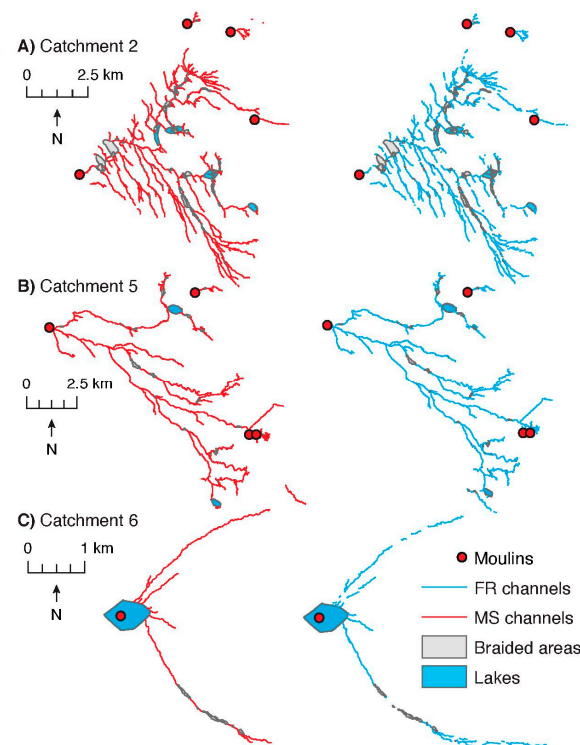 A) Catchment 2
0 2.5 km
N
B) Catchment 5
0 2.5 km
N
C) Catchment 6
0 1 km
N
Moulins
FR channels
MS channels
Braided areas
Lakes